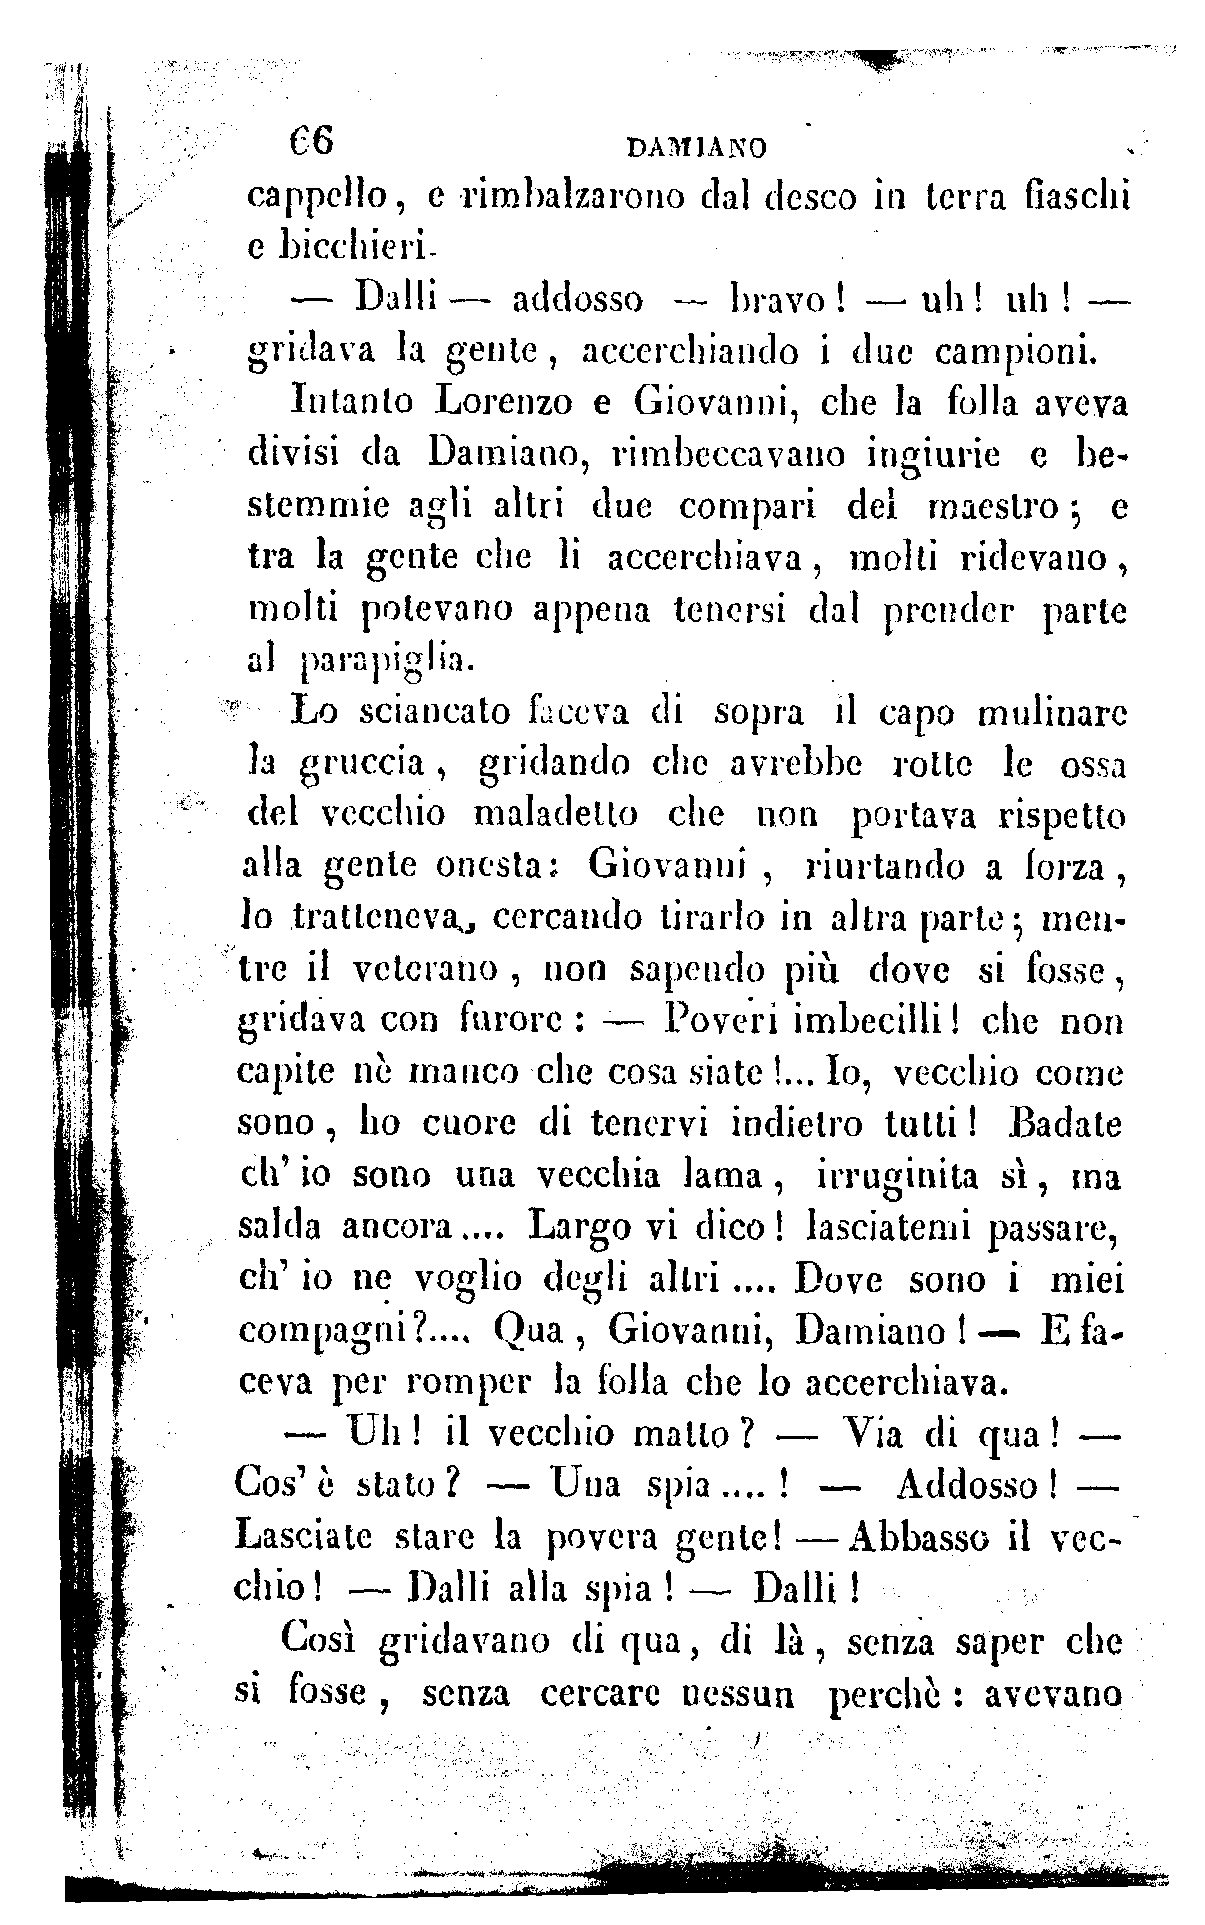 66 DAMIANO
cappello, e rimbalzarono dal desco in terra fiaschi
e bicchieri.
— Dalli — addosso — bravo! — uh! uh! —
gridava la gente, accerchiando i due campioni.
Intanto Lorenzo e Giovanni, che la folla aveva
divisi da Damiano, rimbeccavano ingiurie e be-
stemmie agli altri due compari del maestro; e
tra la gente che li accerchiava, molti ridevano,
molti potevano appena tenersi dal prender parte
al parapiglia.
Lo sciancato faceva di sopra il capo mulinare
la gruccia, gridando che avrebbe rotte le ossa
del vecchio maladetto che non portava rispetto
alla gente onesta: Giovanni, riurtando a forza,
lo tratteneva, cercando tirarlo in altra parte; men-
tre il veterano, non sapendo più dove si fosse,
gridava con furore: — Poveri imbecilli! che non
capite nè manco che cosa siate!... Io, vecchio come
sono, ho cuore di tenervi indietro tutti! Badate
ch' io sono una vecchia lama, irruginita sì, ma
salda ancora.... Largo vi dico! lasciatemi passare,
ch' io ne voglio degli altri.... Dove sono i miei
compagni?.... Qua, Giovanni, Damiano! — E fa-
ceva per romper la folla che lo accerchiava.
— Uh! il vecchio matto? — Via di qua! —
Cos' è stato? — Una spia....! — Addosso! —
Lasciate stare la povera gente! — Abbasso il vec-
chio! — Dalli alla spia! — Dalli!
Così gridavano di qua, di là, senza saper che
si fosse, senza cercare nessun perchè: avevano